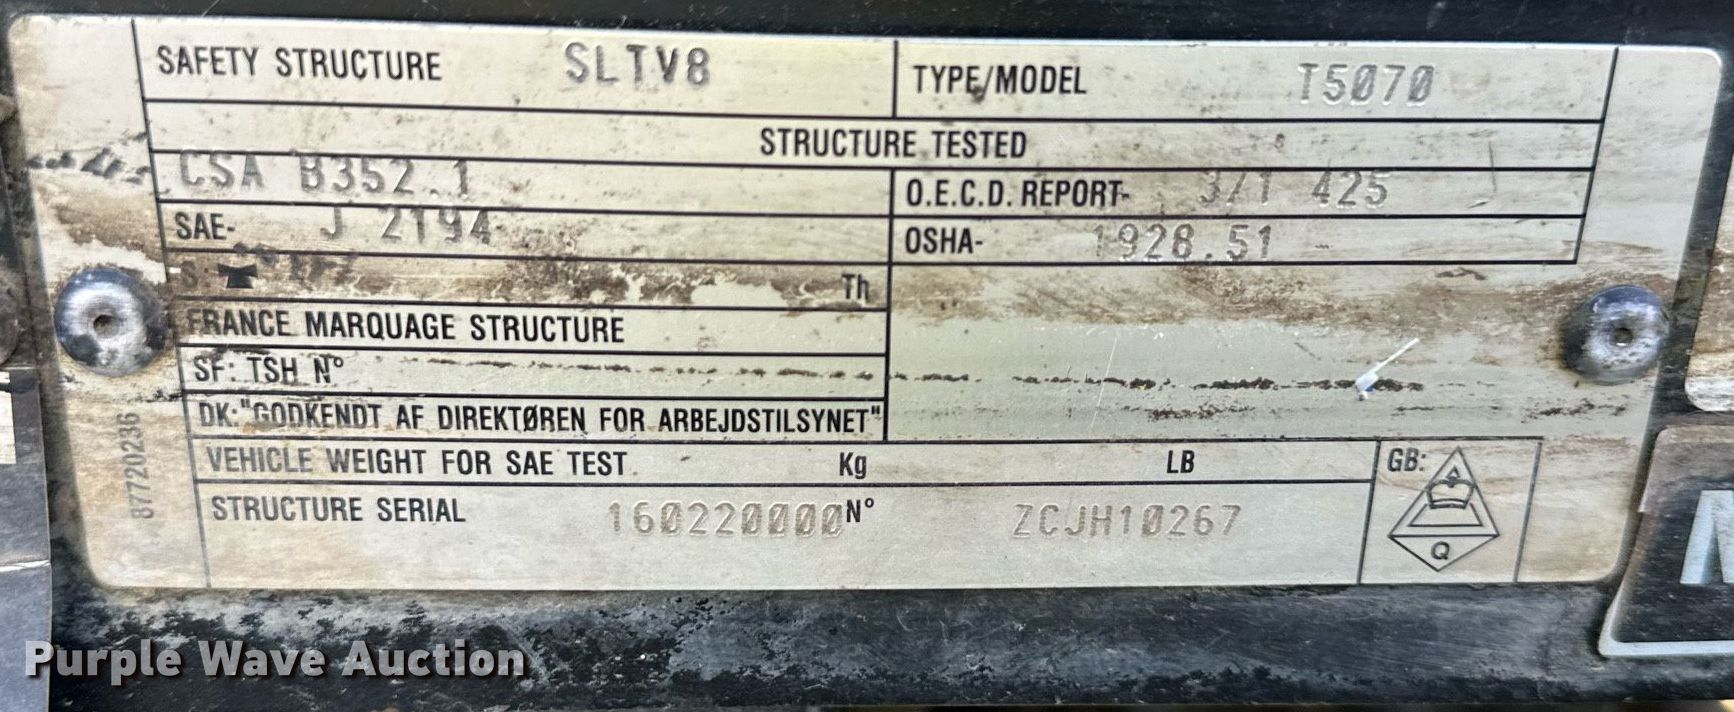 SAFETY STRUCTURE SLTV8 TYPE/MODEL T5070
STRUCTURE TESTED
CSA B352.1 O.E.C.D. REPORT- 3/1 425
SAE- J 2194 OSHA- 1928.51
S: Th
FRANCE MARQUAGE STRUCTURE
SF: TSH N°
DK:"GODKENDT AF DIREKTØREN FOR ARBEJDSTILSYNET"
VEHICLE WEIGHT FOR SAE TEST Kg LB GB:
STRUCTURE SERIAL 160220000 N° ZCJH10267
Q
87720236
Purple Wave Auction